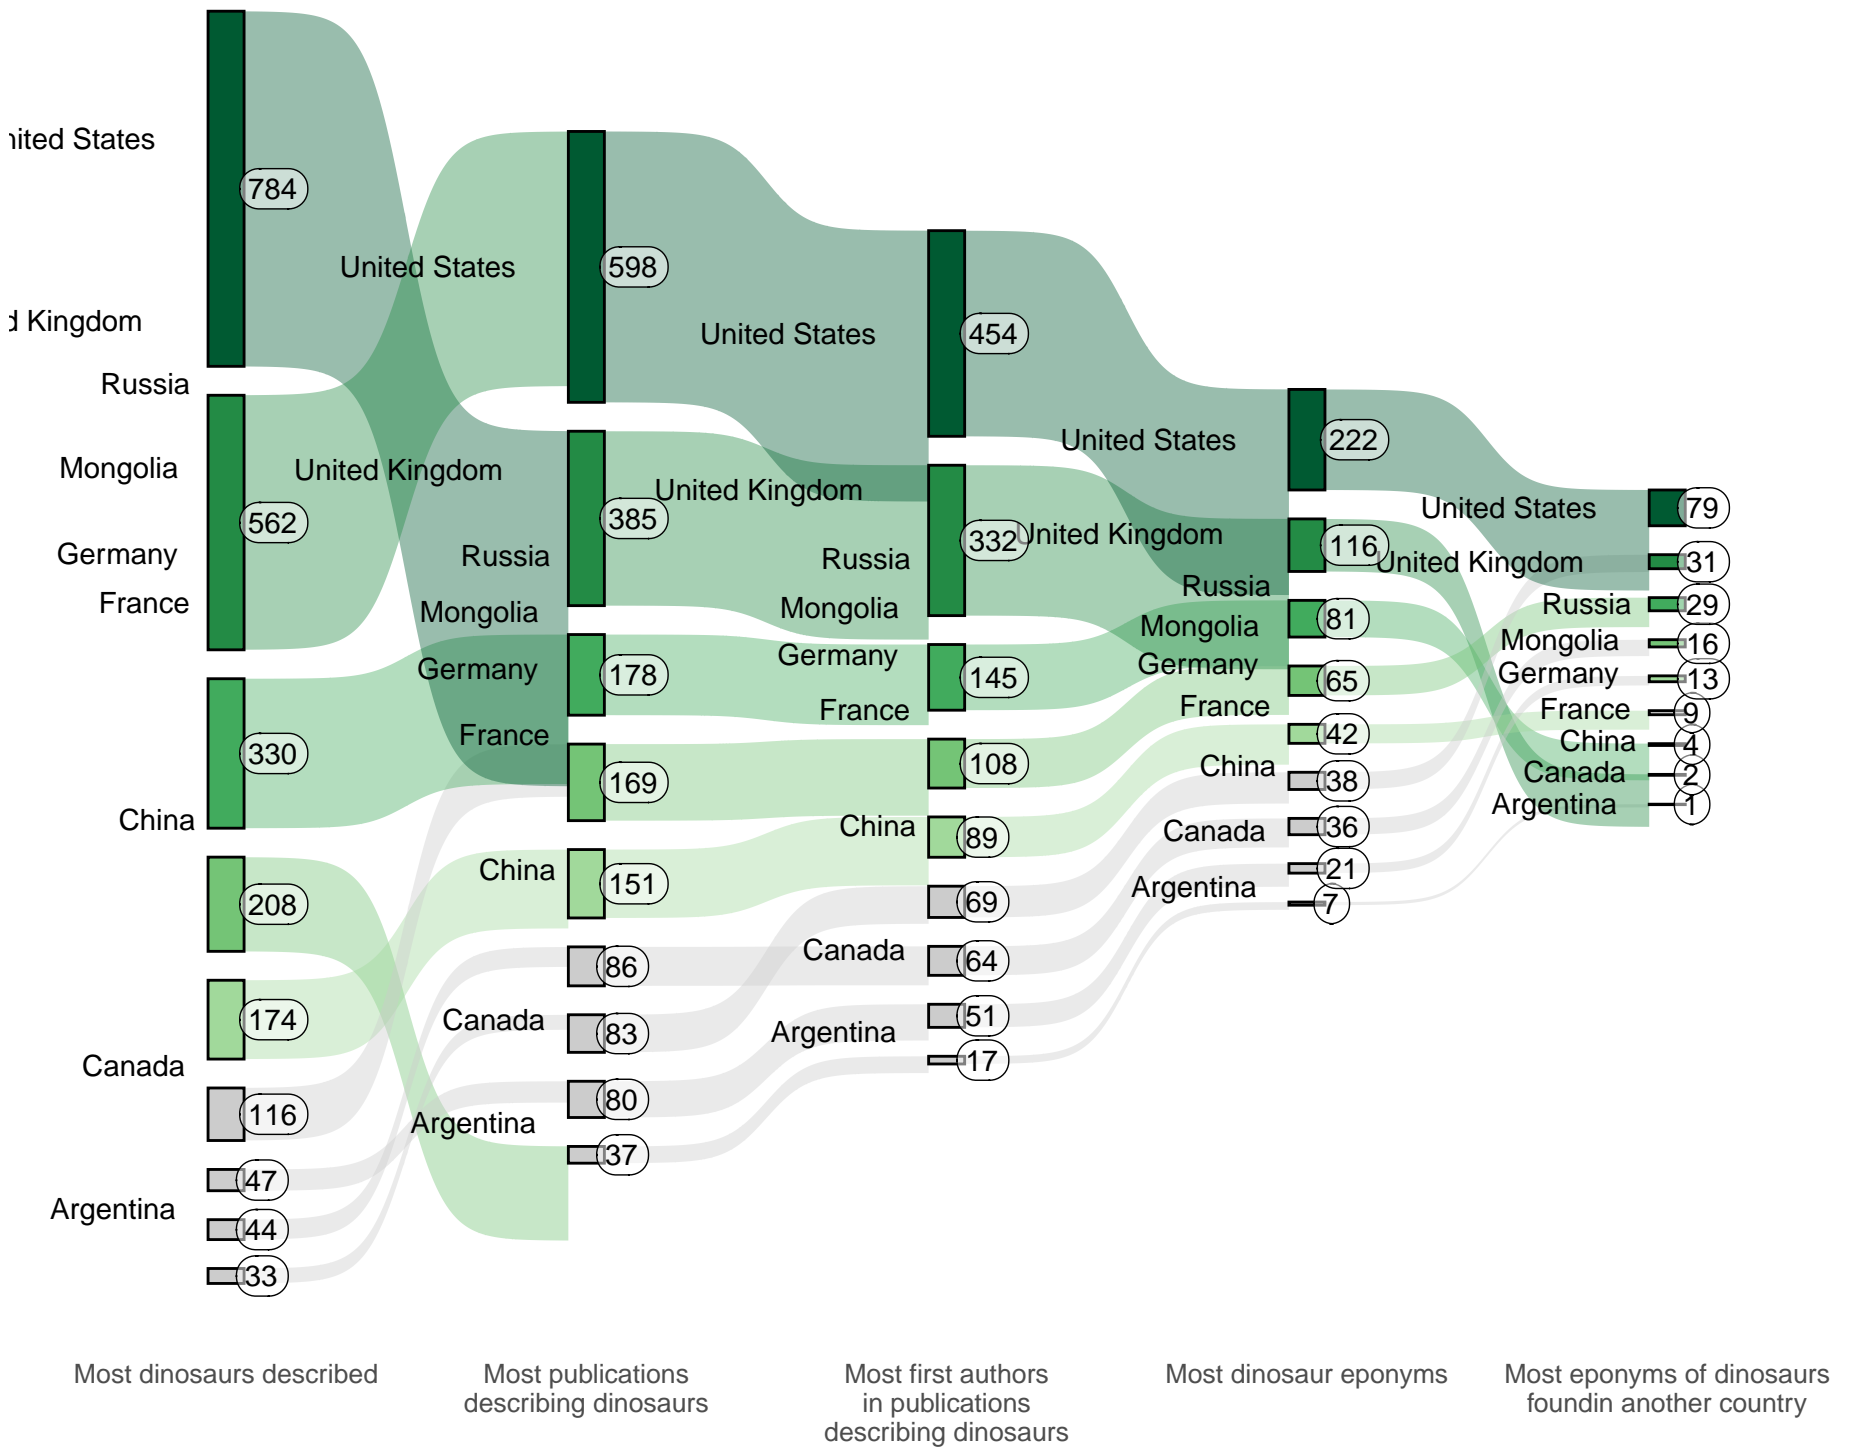 nited States
d Kingdom
Russia
Mongolia
Germany
France
China
Canada
Argentina
784
562
330
208
174
116
47
44
33
United States
United Kingdom
Russia
Mongolia
Germany
France
China
Canada
Argentina
598
385
178
169
151
86
83
80
37
United States
United Kingdom
Russia
Mongolia
Germany
France
China
Canada
Argentina
454
332
145
108
89
69
64
51
17
United States
United Kingdom
Russia
Mongolia
Germany
France
China
Canada
Argentina
222
116
81
65
42
38
36
21
7
United States
United Kingdom
Russia
Mongolia
Germany
France
China
Canada
Argentina
79
31
29
16
13
9
4
2
1
Most dinosaurs described
Most publications
describing dinosaurs
Most first authors
in publications
describing dinosaurs
Most dinosaur eponyms
Most eponyms of dinosaurs
foundin another country